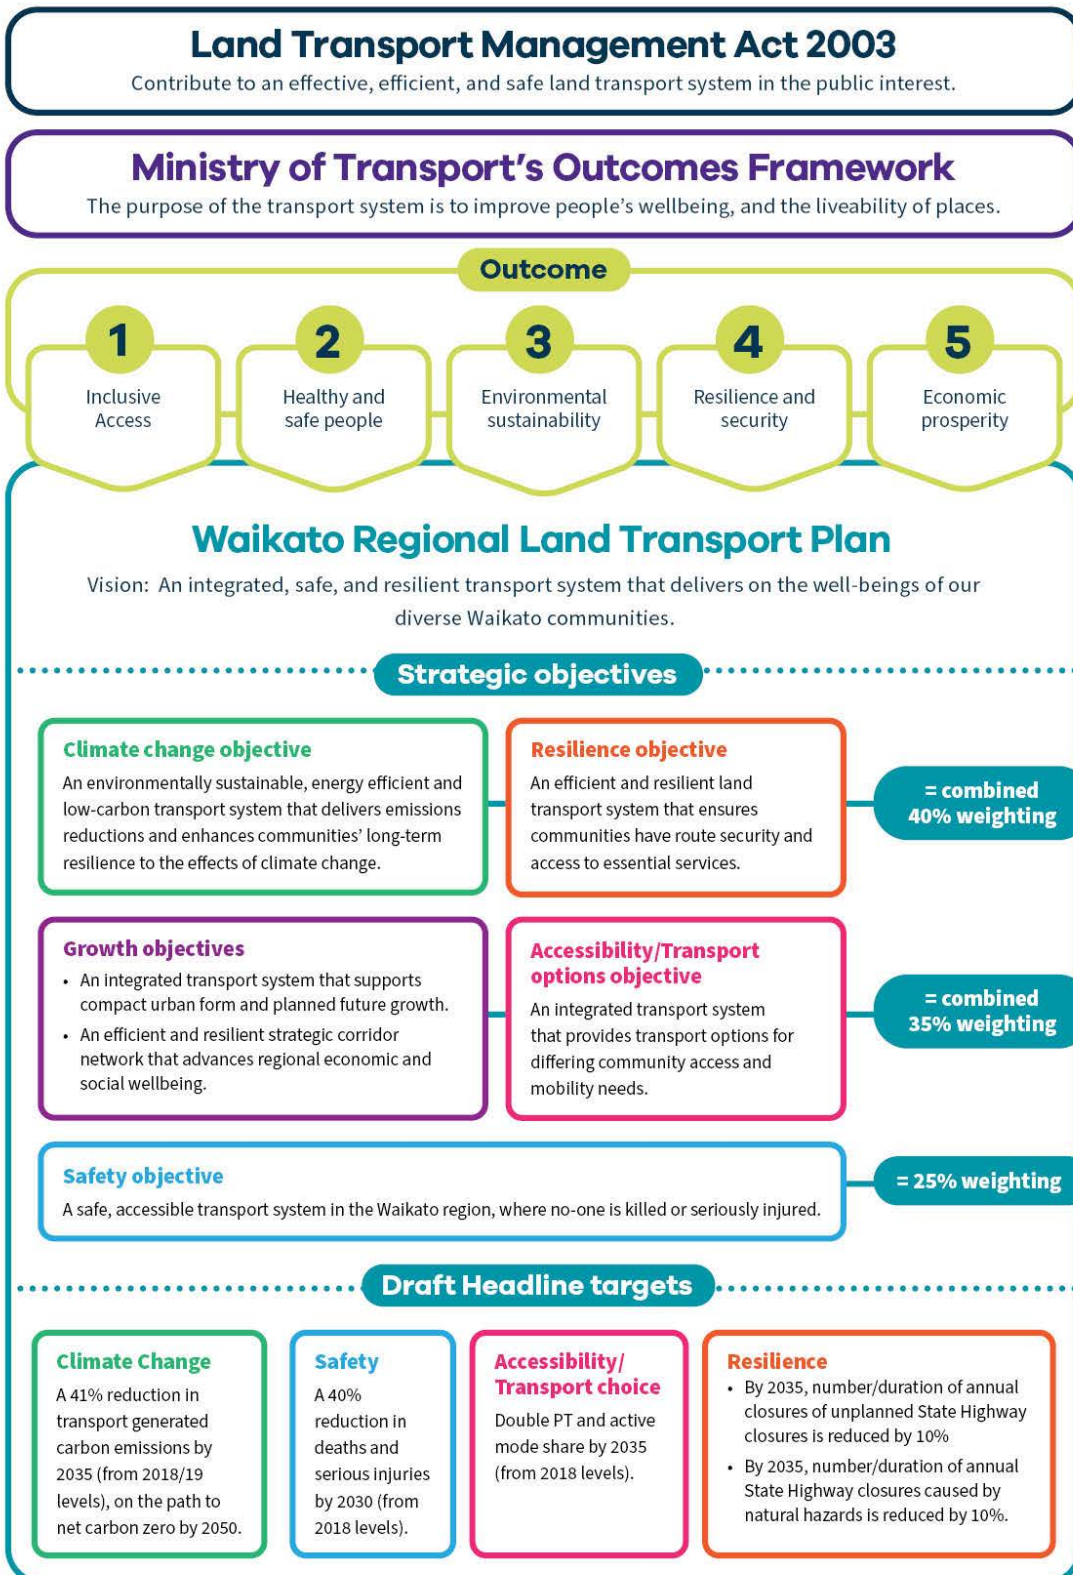 Land Transport Management Act 2003
Contribute to an effective, efficient, and safe land transport system in the public interest.
Ministry of Transport's Outcomes Framework
The purpose of the transport system is to improve people's wellbeing, and the liveability of places.
Outcome
1
Inclusive
Access
2
Healthy and
safe people
3
Environmental
sustainability
4
Resilience and
security
5
Economic
prosperity
Waikato Regional Land Transport Plan
Vision: An integrated, safe, and resilient transport system that delivers on the well-beings of our
diverse Waikato communities.
Strategic objectives
Climate change objective
An environmentally sustainable, energy efficient and
low-carbon transport system that delivers emissions
reductions and enhances communities' long-term
resilience to the effects of climate change.
Resilience objective
An efficient and resilient land
transport system that ensures
communities have route security and
access to essential services.
= combined
40% weighting
Growth objectives
• An integrated transport system that supports
compact urban form and planned future growth.
• An efficient and resilient strategic corridor
network that advances regional economic and
social wellbeing.
Accessibility/Transport
options objective
An integrated transport system
that provides transport options for
differing community access and
mobility needs.
= combined
35% weighting
Safety objective
A safe, accessible transport system in the Waikato region, where no-one is killed or seriously injured.
= 25% weighting
Draft Headline targets
Climate Change
A 41% reduction in
transport generated
carbon emissions by
2035 (from 2018/19
levels), on the path to
net carbon zero by 2050.
Safety
A 40%
reduction in
deaths and
serious injuries
by 2030 (from
2018 levels).
Accessibility/
Transport choice
Double PT and active
mode share by 2035
(from 2018 levels).
Resilience
• By 2035, number/duration of annual
closures of unplanned State Highway
closures is reduced by 10%
• By 2035, number/duration of annual
State Highway closures caused by
natural hazards is reduced by 10%.